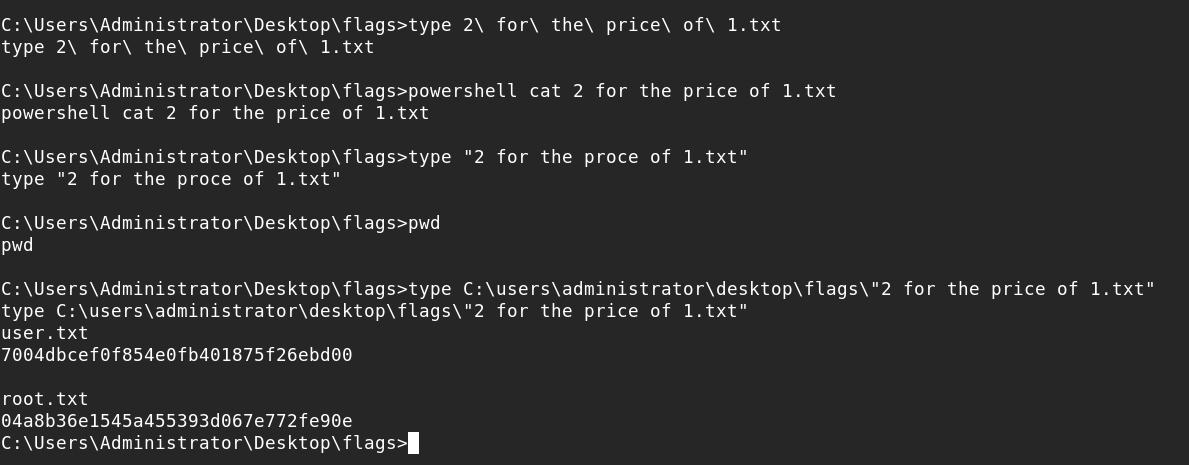 C:\Users\Administrator\Desktop\flags>type 2\ for\ the\ price\ of\ 1.txt
type 2\ for\ the\ price\ of\ 1.txt
C:\Users\Administrator\Desktop\flags>powershell cat 2 for the price of 1.txt
powershell cat 2 for the price of 1.txt
C:\Users\Administrator\Desktop\flags>type "2 for the proce of 1.txt"
type "2 for the proce of 1.txt"
C:\Users\Administrator\Desktop\flags>pwd
pwd
C:\Users\Administrator\Desktop\flags>type C:\users\administrator\desktop\flags\"2 for the price of 1.txt"
type C:\users\administrator\desktop\flags\"2 for the price of 1.txt"
user.txt
7004dbcef0f854e0fb401875f26ebd00
root.txt
04a8b36e1545a455393d067e772fe90e
C:\Users\Administrator\Desktop\flags>